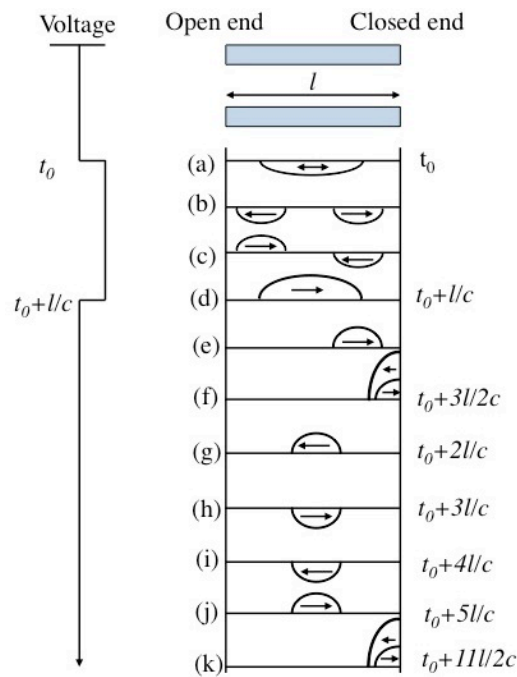 Voltage Open end Closed end
l
(a) t0
t0
(b)
(c)
(d) t0+l/c
t0+l/c
(e)
(f) t0+3l/2c
(g) t0+2l/c
(h) t0+3l/c
(i) t0+4l/c
(j) t0+5l/c
(k) t0+11l/2c